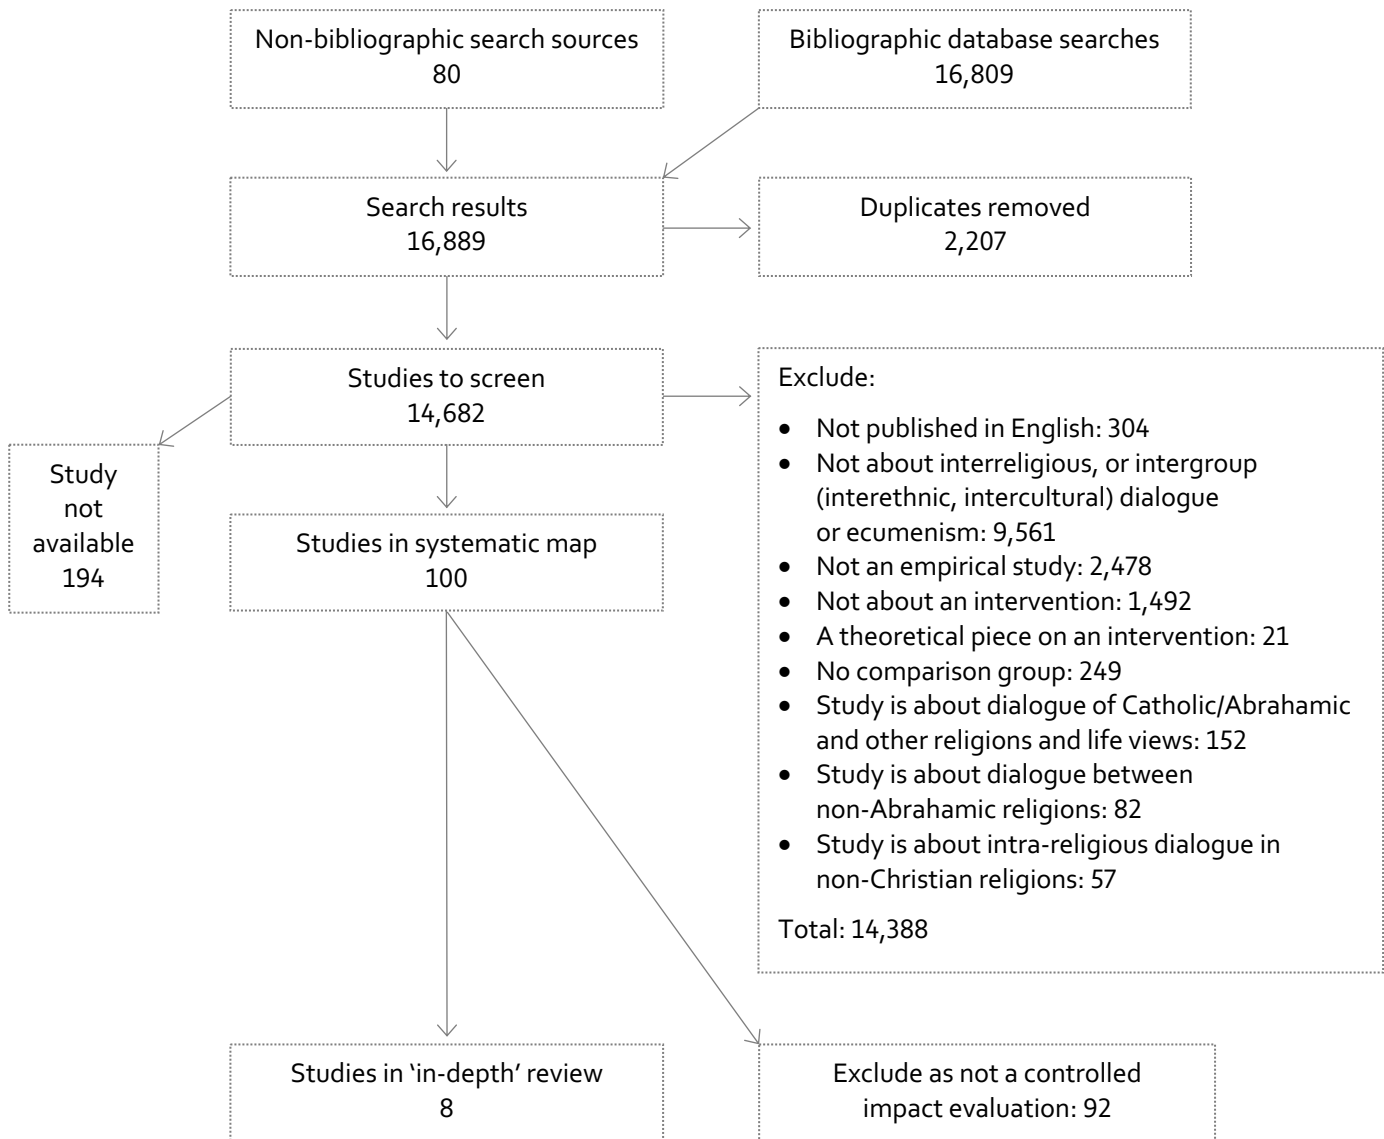 Non-bibliographic search sources
80
Bibliographic database searches
16,809
Search results
16,889
Duplicates removed
2,207
Studies to screen
14,682
Study
not
available
194
Exclude:
• Not published in English: 304
• Not about interreligious, or intergroup
(interethnic, intercultural) dialogue
or ecumenism: 9,561
• Not an empirical study: 2,478
• Not about an intervention: 1,492
• A theoretical piece on an intervention: 21
• No comparison group: 249
• Study is about dialogue of Catholic/Abrahamic
and other religions and life views: 152
• Study is about dialogue between
non-Abrahamic religions: 82
• Study is about intra-religious dialogue in
non-Christian religions: 57
Total: 14,388
Studies in systematic map
100
Studies in ‘in-depth’ review
8
Exclude as not a controlled
impact evaluation: 92